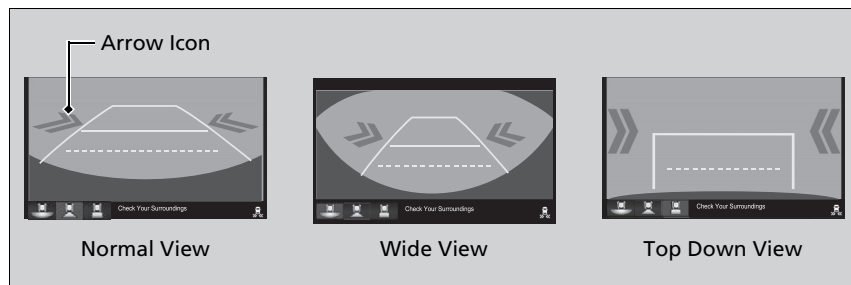 Arrow Icon
Check Your Surroundings
Check Your Surroundings
Check Your Surroundings
Normal View
Wide View
Top Down View